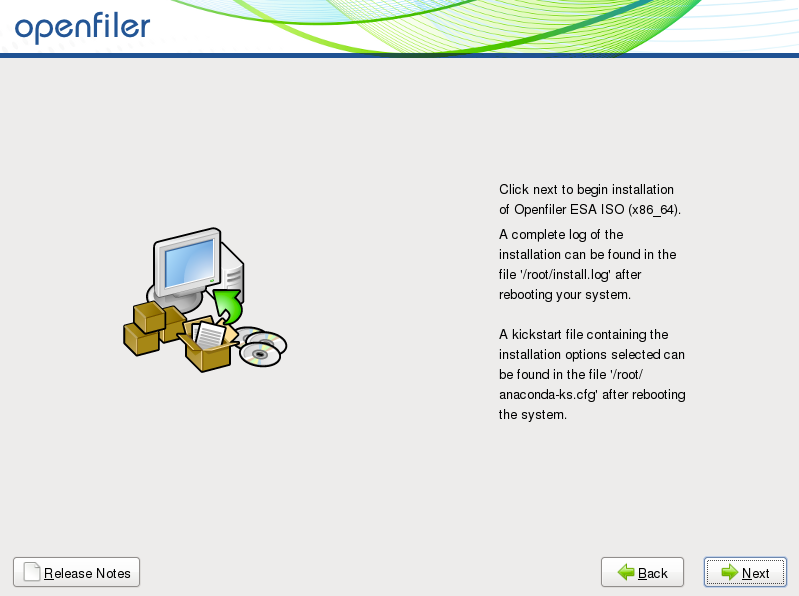 openfiler
Click next to begin installation
of Openfiler ESA ISO (x86_64).
A complete log of the
installation can be found in the
file '/root/install.log' after
rebooting your system.
A kickstart file containing the
installation options selected can
be found in the file '/root/
anaconda-ks.cfg' after rebooting
the system.
Release Notes
Back
Next